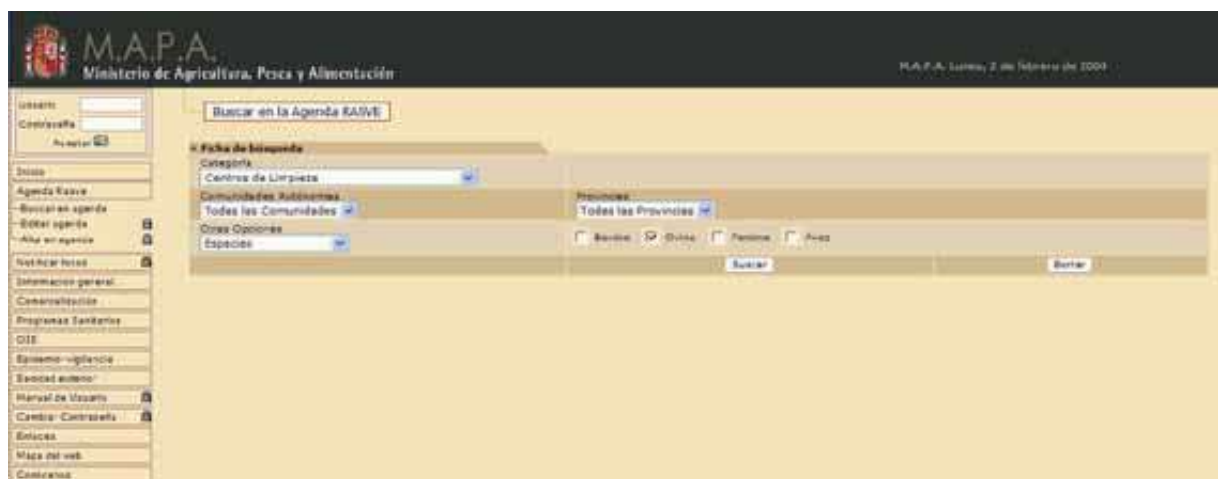 M.A.P.A.
Ministerio de Agricultura, Pesca y Alimentación
M.A.P.A. Lunes, 2 de febrero de 2004
Usuario
Contraseña
Aceptar
Inicio
Agenda Rasve
Buscar en agenda
Editar agenda
Alta en agenda
Notificar focos
Información general
Comercialización
Programas Sanitarios
OIE
Epidemio-vigilancia
Sanidad exterior
Manual de Usuario
Cambiar Contraseña
Enlaces
Mapa del web
Buscar en la Agenda RASVE
Ficha de búsqueda
Categoría
Centros de Limpieza
Comunidades Autónomas
Provincias
Todas las Comunidades
Todas las Provincias
Otras Opciones
Especies
Bovino Ovino Porcino Aves
Buscar Borrar